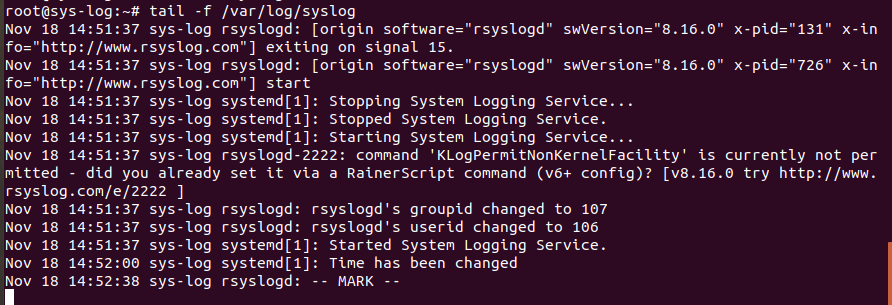 root@sys-log:~# tail -f /var/log/syslog
Nov 18 14:51:37 sys-log rsyslogd: [origin software="rsyslogd" swVersion="8.16.0" x-pid="131" x-in
fo="http://www.rsyslog.com"] exiting on signal 15.
Nov 18 14:51:37 sys-log rsyslogd: [origin software="rsyslogd" swVersion="8.16.0" x-pid="726" x-in
fo="http://www.rsyslog.com"] start
Nov 18 14:51:37 sys-log systemd[1]: Stopping System Logging Service...
Nov 18 14:51:37 sys-log systemd[1]: Stopped System Logging Service.
Nov 18 14:51:37 sys-log systemd[1]: Starting System Logging Service...
Nov 18 14:51:37 sys-log rsyslogd-2222: command 'KLogPermitNonKernelFacility' is currently not per
mitted - did you already set it via a RainerScript command (v6+ config)? [v8.16.0 try http://www.
rsyslog.com/e/2222 ]
Nov 18 14:51:37 sys-log rsyslogd: rsyslogd's groupid changed to 107
Nov 18 14:51:37 sys-log rsyslogd: rsyslogd's userid changed to 106
Nov 18 14:51:37 sys-log systemd[1]: Started System Logging Service.
Nov 18 14:52:00 sys-log systemd[1]: Time has been changed
Nov 18 14:52:38 sys-log rsyslogd: -- MARK --